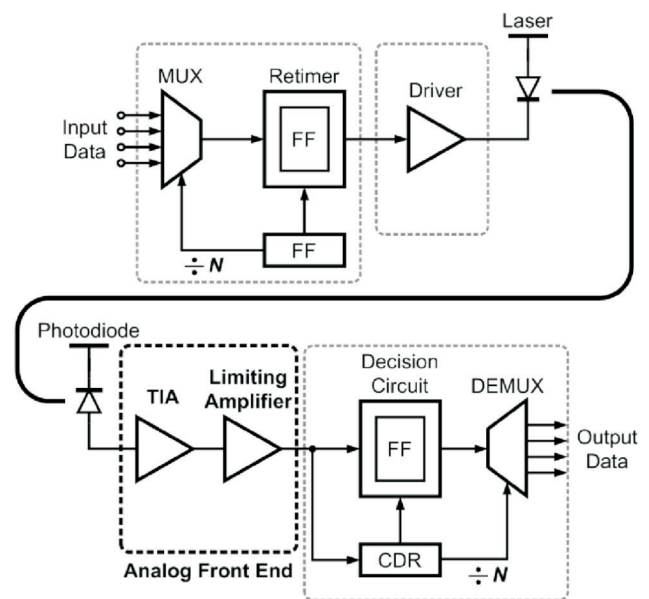 Laser
MUX
Retimer
Driver
Input
Data
FF
FF
÷ N
Photodiode
TIA
Limiting
Amplifier
Decision
Circuit
DEMUX
FF
Output
Data
CDR
÷ N
Analog Front End